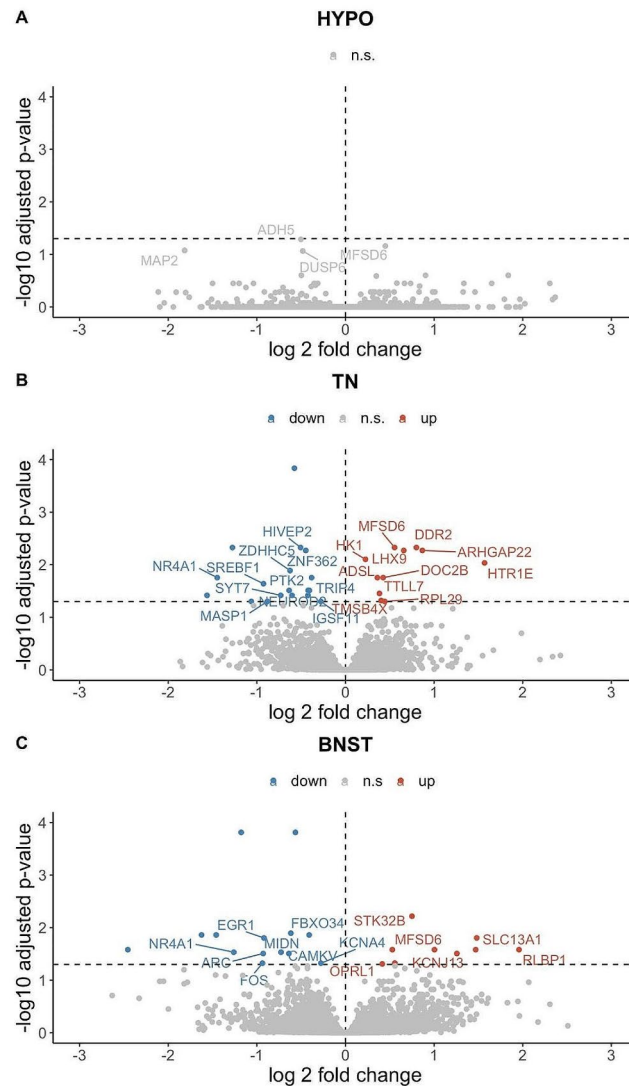 A
HYPO
n.s.
4
3
2
1
0
-log10 adjusted p-value
ADH5
MFSD6
MAP2
DUSP6
-3 -2 -1 0 1 2 3
log 2 fold change
B
TN
down n.s. up
4
3
2
1
0
-log10 adjusted p-value
HIVEP2
MFSD6
DDR2
ZDHHC5
ZNF362
HK1
LHX9
ARHGAP22
NR4A1
SREBF1
PTK2
TRIP4
ADSL
DOC2B
HTR1E
SYT7
NEUROD2
TTLL7
MASP1
IGSF11
TMSB4X
RPL29
-3 -2 -1 0 1 2 3
log 2 fold change
C
BNST
down n.s up
4
3
2
1
0
-log10 adjusted p-value
STK32B
EGR1
FBXO34
NR4A1
MIDN
KCNA4
MFSD6
SLC13A1
ARC
CAMKV
OPRL1
KCNJ13
RLBP1
FOS
-3 -2 -1 0 1 2 3
log 2 fold change